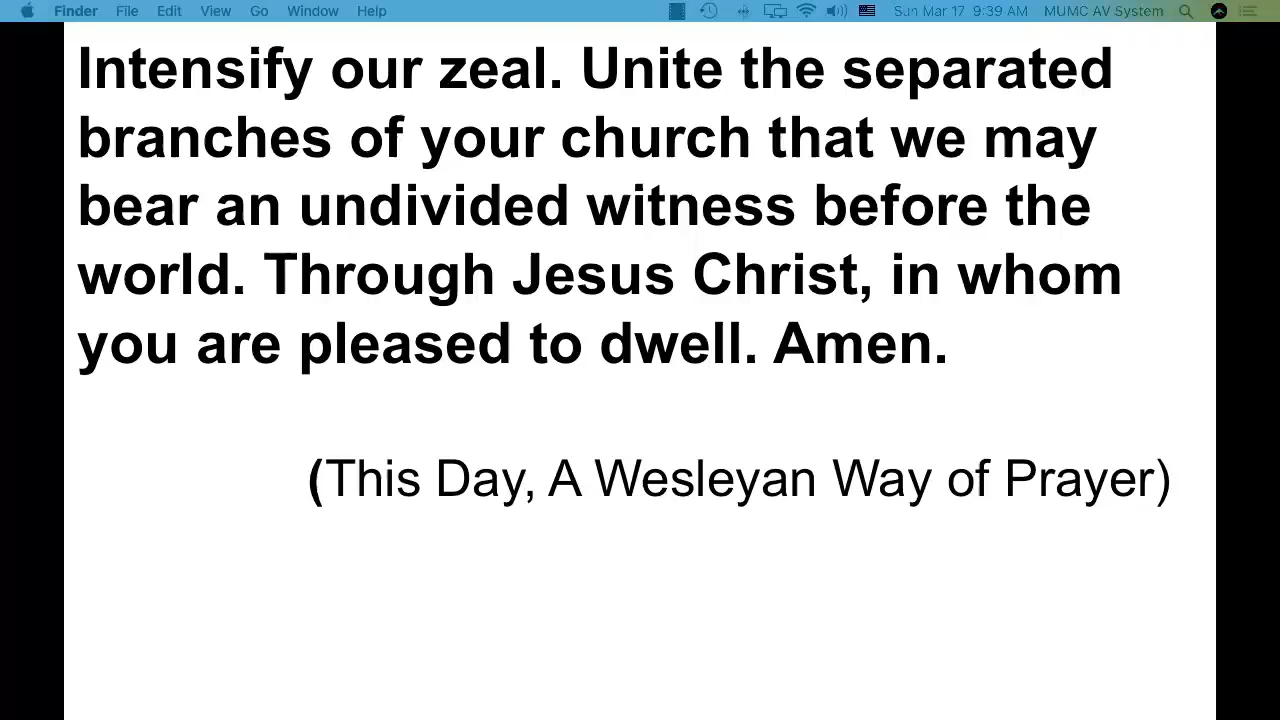 Finder File Edit View Go Window Help Sun Mar 17 9:39 AM MUMC AV System
Intensify our zeal. Unite the separated
branches of your church that we may
bear an undivided witness before the
world. Through Jesus Christ, in whom
you are pleased to dwell. Amen.
(This Day, A Wesleyan Way of Prayer)